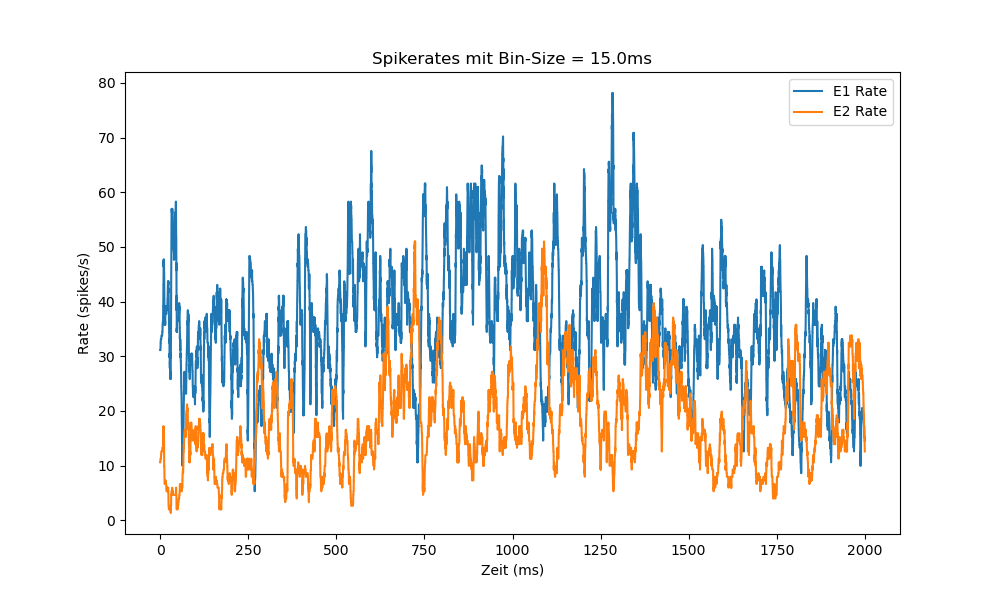 Spikerates mit Bin-Size = 15.0ms
E1 Rate
E2 Rate
80
70
60
50
40
30
20
10
0
Rate (spikes/s)
0 250 500 750 1000 1250 1500 1750 2000
Zeit (ms)